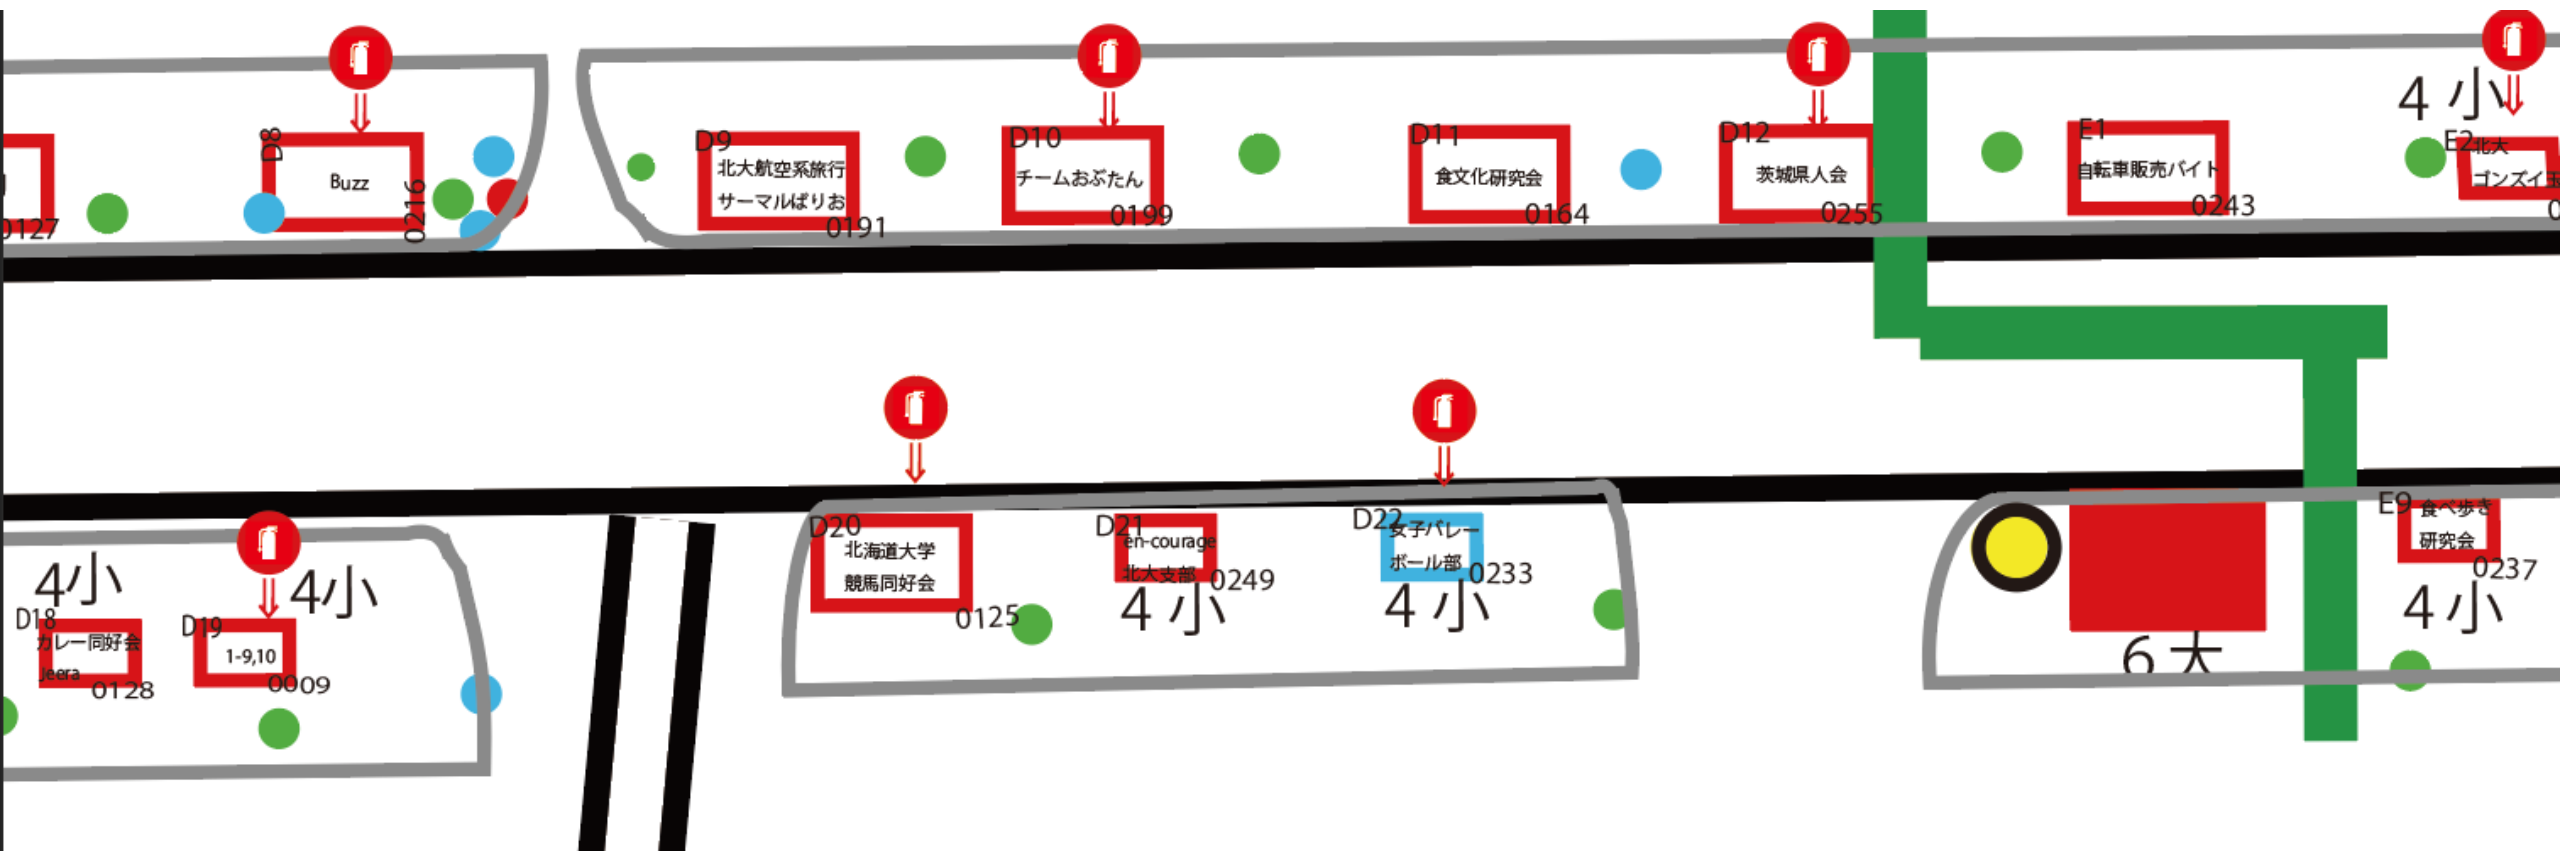 0127
D8
Buzz
0216
D9
北大航空系旅行
サーマルぱりお
0191
D10
チームおぶたん
0199
D11
食文化研究会
0164
D12
茨城県人会
0255
E1
自転車販売バイト
0243
4 小
E2
北大
ゴンズイ玉
4小
D18
カレー同好会
Jeera
0128
4小
D19
1-9,10
0009
D20
北海道大学
競馬同好会
0125
D21
en-courage
北大支部
0249
4 小
D22
女子バレー
ボール部
0233
4 小
6 大
E9
食べ歩き
研究会
0237
4 小